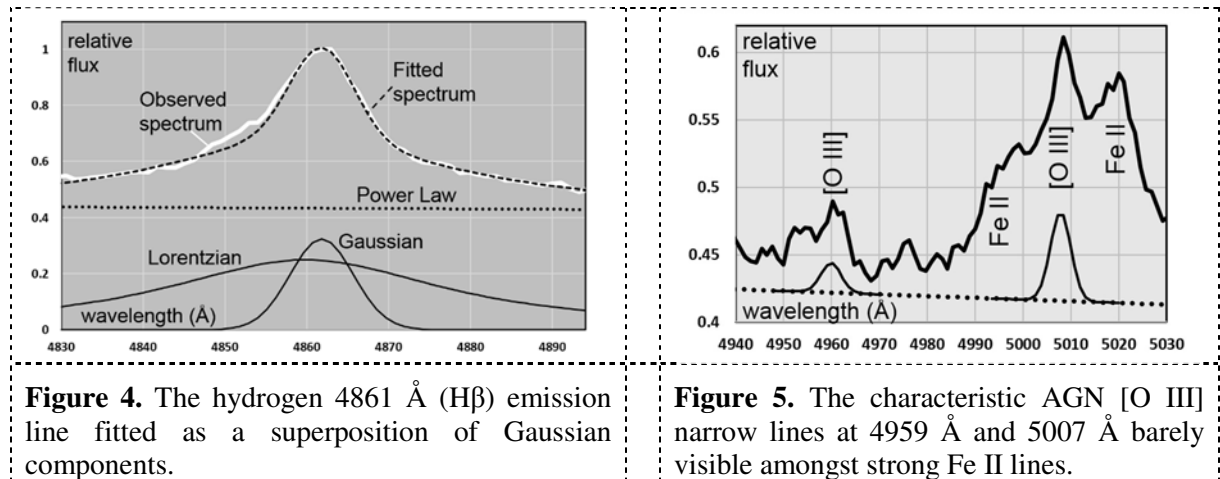 relative
flux
1
0.8
0.6
0.4
0.2
0
Observed
spectrum
Fitted
spectrum
Power Law
Lorentzian
Gaussian
wavelength (Å)
4830 4840 4850 4860 4870 4880 4890
Figure 4. The hydrogen 4861 Å (Hβ) emission
line fitted as a superposition of Gaussian
components.
relative
flux
0.6
0.55
0.5
0.45
0.4
[O III]
Fe II
[O III]
Fe II
wavelength (Å)
4940 4950 4960 4970 4980 4990 5000 5010 5020 5030
Figure 5. The characteristic AGN [O III]
narrow lines at 4959 Å and 5007 Å barely
visible amongst strong Fe II lines.